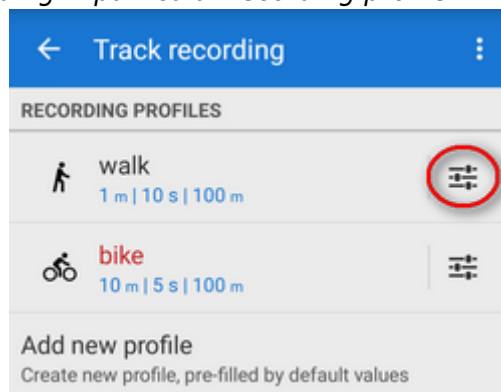 Track recording
RECORDING PROFILES
walk
1 m | 10 s | 100 m
bike
10 m | 5 s | 100 m
Add new profile
Create new profile, pre-filled by default values